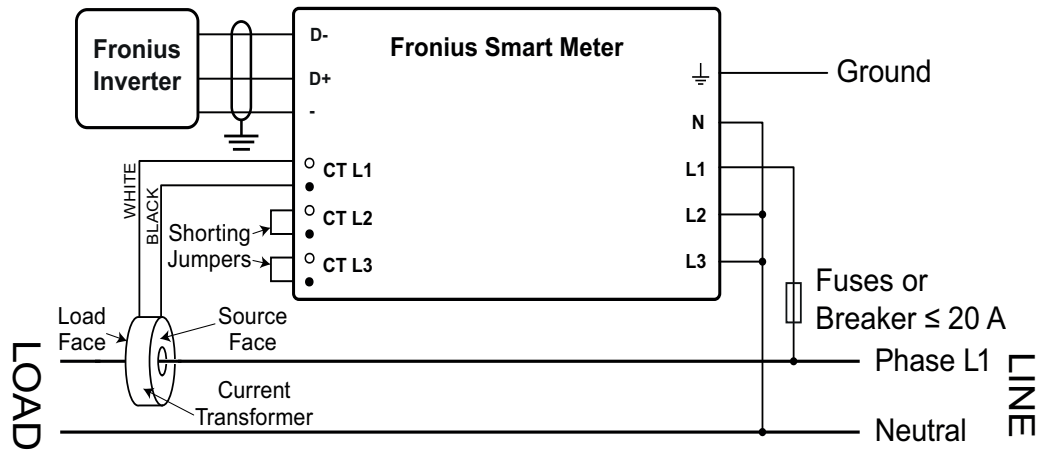 Fronius
Inverter
Fronius Smart Meter
D-
D+
-
Ground
N
L1
L2
L3
CT L1
CT L2
CT L3
WHITE
BLACK
Shorting
Jumpers
Load
Face
Source
Face
Current
Transformer
Fuses or
Breaker ≤ 20 A
Phase L1
Neutral
LOAD
LINE